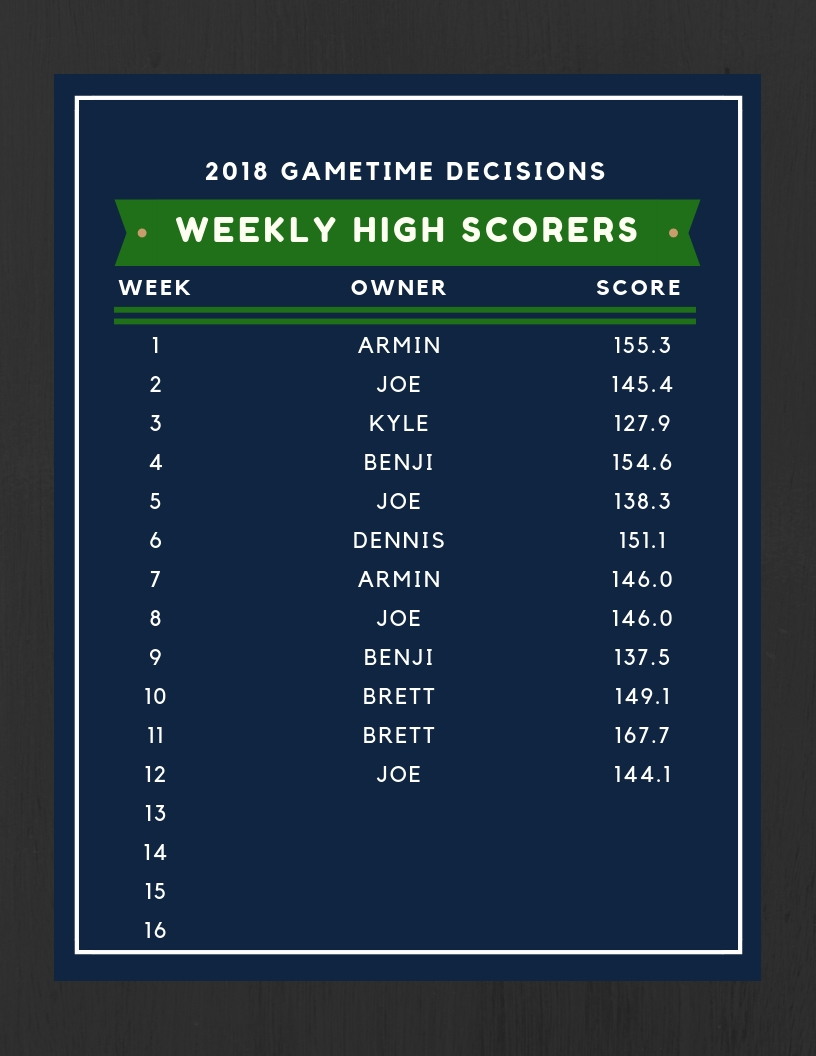 2018 GAMETIME DECISIONS
WEEKLY HIGH SCORERS
WEEK OWNER SCORE
1 ARMIN 155.3
2 JOE 145.4
3 KYLE 127.9
4 BENJI 154.6
5 JOE 138.3
6 DENNIS 151.1
7 ARMIN 146.0
8 JOE 146.0
9 BENJI 137.5
10 BRETT 149.1
11 BRETT 167.7
12 JOE 144.1
13
14
15
16